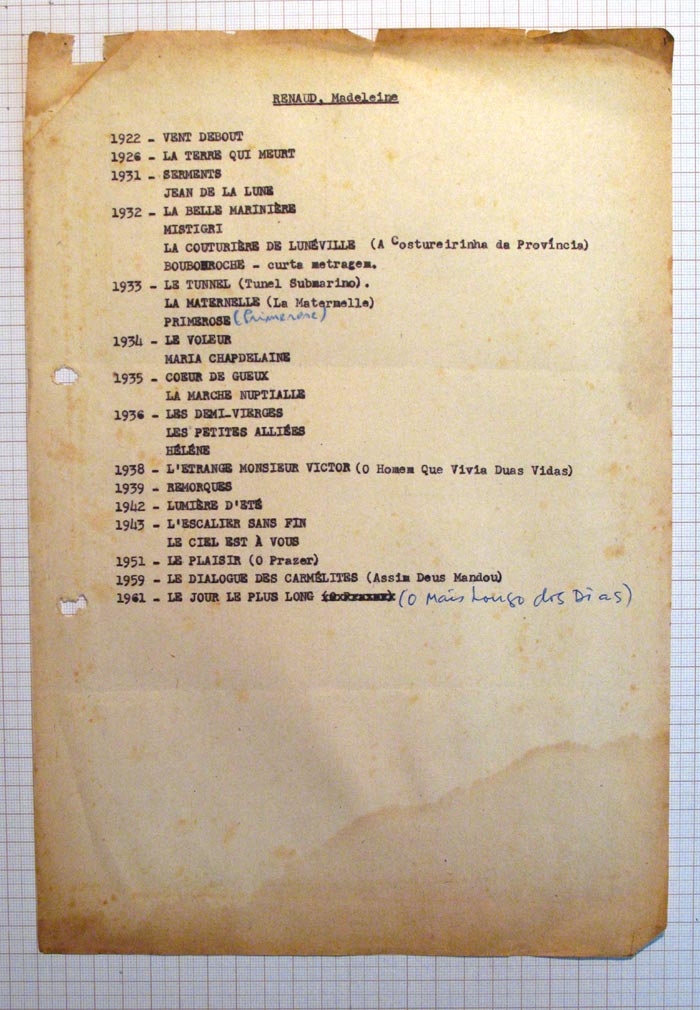 RENAUD, Madeleine
1922 - VENT DEBOUT
1926 - LA TERRE QUI MEURT
1931 - SERMENTS
JEAN DE LA LUNE
1932 - LA BELLE MARINIÈRE
MISTIGRI
LA COUTURIÈRE DE LUNÉVILLE (A Costureirinha da Província)
BOUBOUROCHE - curta metragem.
1933 - LE TUNNEL (Tunel Submarino).
LA MATERNELLE (La Maternelle)
PRIMEROSE (Primerose)
1934 - LE VOLEUR
MARIA CHAPDELAINE
1935 - COEUR DE GUEUX
LA MARCHE NUPTIALLE
1936 - LES DEMI-VIERGES
LES PETITES ALLIÉES
HÉLÉNE
1938 - L'ETRANGE MONSIEUR VICTOR (O Homem Que Vivia Duas Vidas)
1939 - REMORQUES
1942 - LUMIÈRE D'ETÉ
1943 - L'ESCALIER SANS FIN
LE CIEL EST À VOUS
1951 - LE PLAISIR (O Prazer)
1959 - LE DIALOGUE DES CARMÉLITES (Assim Deus Mandou)
1961 - LE JOUR LE PLUS LONG (O Mais Longo dos Dias)